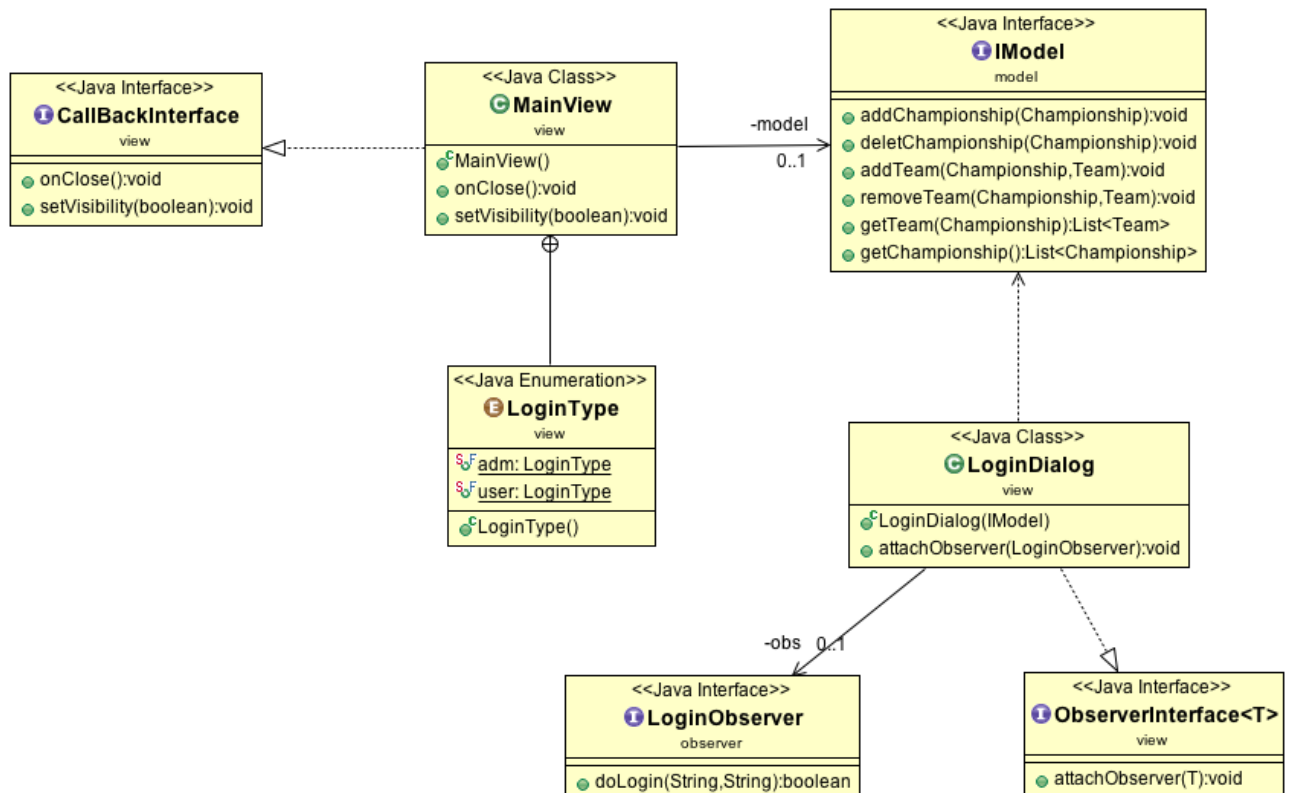 <<Java Interface>>
CallBackInterface
view
onClose():void
setVisibility(boolean):void
<<Java Class>>
MainView
view
MainView()
onClose():void
setVisibility(boolean):void
-model
0..1
<<Java Interface>>
IModel
model
addChampionship(Championship):void
deletChampionship(Championship):void
addTeam(Championship,Team):void
removeTeam(Championship,Team):void
getTeam(Championship):List<Team>
getChampionship():List<Championship>
<<Java Enumeration>>
LoginType
view
adm: LoginType
user: LoginType
LoginType()
<<Java Class>>
LoginDialog
view
LoginDialog(IModel)
attachObserver(LoginObserver):void
-obs 0..1
<<Java Interface>>
LoginObserver
observer
doLogin(String,String):boolean
<<Java Interface>>
ObserverInterface<T>
view
attachObserver(T):void